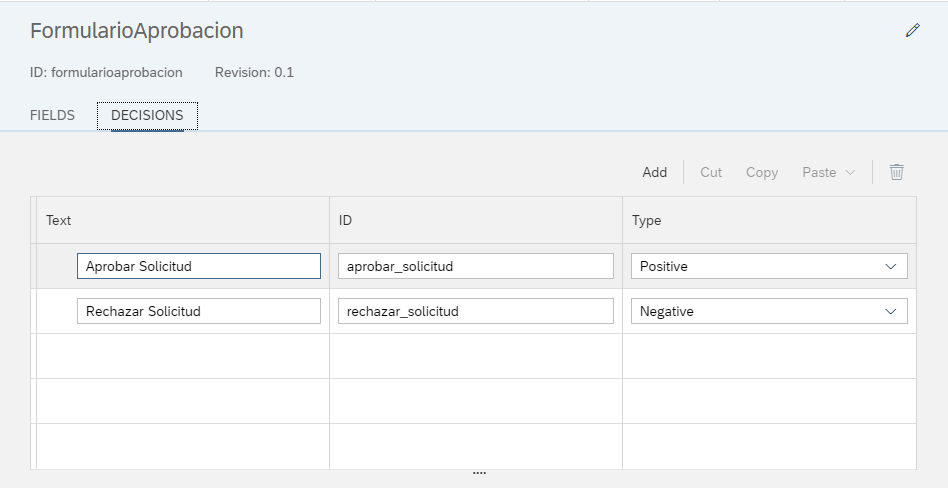 FormularioAprobacion
ID: formularioaprobacion Revision: 0.1
FIELDS DECISIONS
Add Cut Copy Paste
Text ID Type
Aprobar Solicitud aprobar_solicitud Positive
Rechazar Solicitud rechazar_solicitud Negative